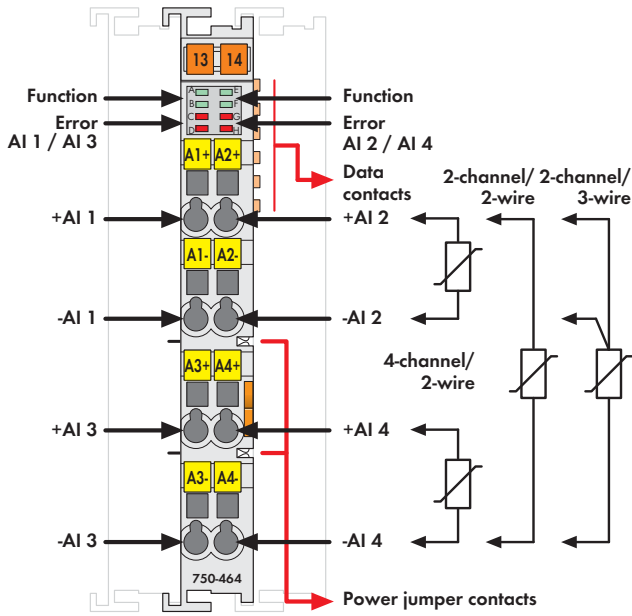 13 14
A E
B F
C G
D H
Function
Error
AI 1 / AI 3
Function
Error
AI 2 / AI 4
Data
contacts
2-channel/
2-wire
2-channel/
3-wire
A1+ A2+
+AI 1
+AI 2
A1- A2-
-AI 1
-AI 2
4-channel/
2-wire
A3+ A4+
+AI 3
+AI 4
A3- A4-
-AI 3
-AI 4
750-464
Power jumper contacts